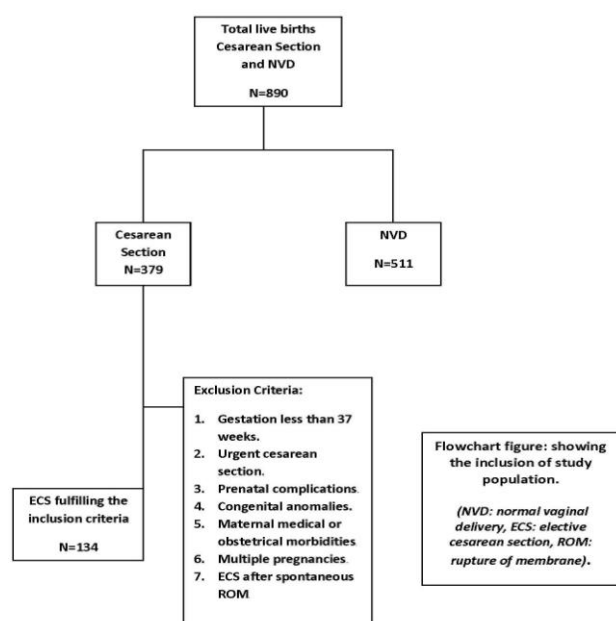 Total live births
Cesarean Section
and NVD
N=890
Cesarean
Section
N=379
NVD
N=511
Exclusion Criteria:
1. Gestation less than 37
weeks.
2. Urgent cesarean
section.
3. Prenatal complications.
4. Congenital anomalies.
5. Maternal medical or
obstetrical morbidities
6. Multiple pregnancies.
7. ECS after spontaneous
ROM
ECS fulfilling the
inclusion criteria
N=134
Flowchart figure: showing
the inclusion of study
population.
(NVD: normal vaginal
delivery, ECS: elective
cesarean section, ROM:
rupture of membrane).